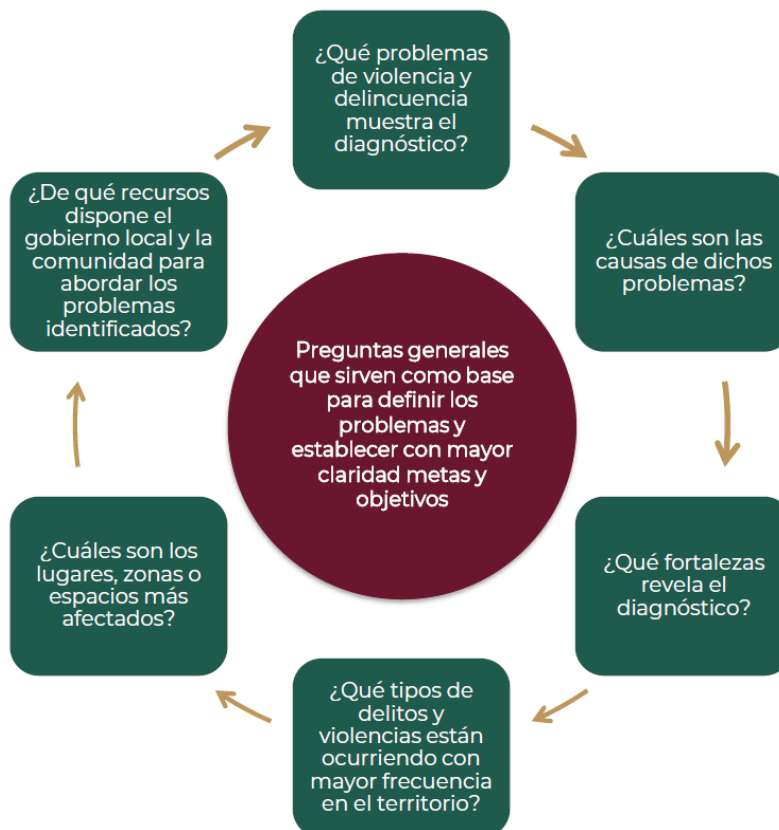 ¿Qué problemas
de violencia y
delincuencia
muestra el
diagnóstico?
¿Cuáles son las
causas de dichos
problemas?
¿Qué fortalezas
revela el
diagnóstico?
¿Qué tipos de
delitos y
violencias están
ocurriendo con
mayor frecuencia
en el territorio?
¿Cuáles son los
lugares, zonas o
espacios más
afectados?
¿De qué recursos
dispone el
gobierno local y la
comunidad para
abordar los
problemas
identificados?
Preguntas generales
que sirven como base
para definir los
problemas y
establecer con mayor
claridad metas y
objetivos